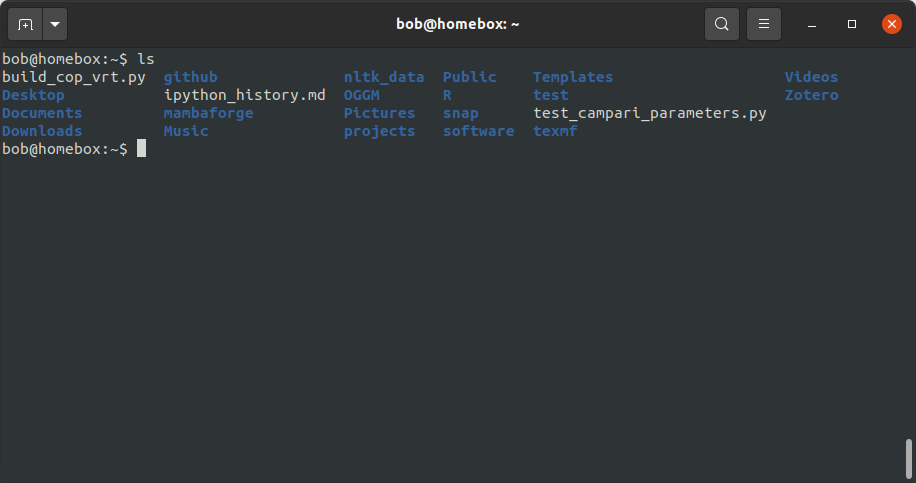 bob@homebox: ~
bob@homebox:~$ ls
build_cop_vrt.py github nltk_data Public Templates Videos
Desktop ipython_history.md OGGM R test Zotero
Documents mambaforge Pictures snap test_campari_parameters.py
Downloads Music projects software texmf
bob@homebox:~$